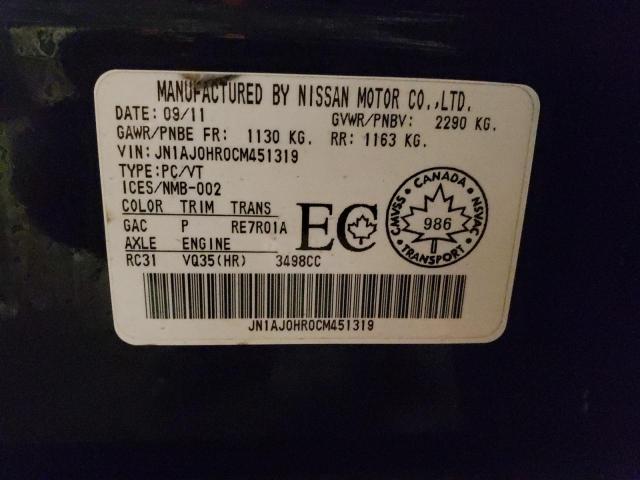 MANUFACTURED BY NISSAN MOTOR CO.,LTD.
DATE: 09/11 GVWR/PNBV: 2290 KG.
GAWR/PNBE FR: 1130 KG. RR: 1163 KG.
VIN: JN1AJ0HR0CM451319
TYPE:PC/VT
ICES/NMB-002
COLOR TRIM TRANS
GAC P RE7R01A
AXLE ENGINE
RC31 VQ35(HR) 3498CC
EC
CANADA
CMVSS 986 NSVAC
TRANSPORT
JN1AJ0HR0CM451319